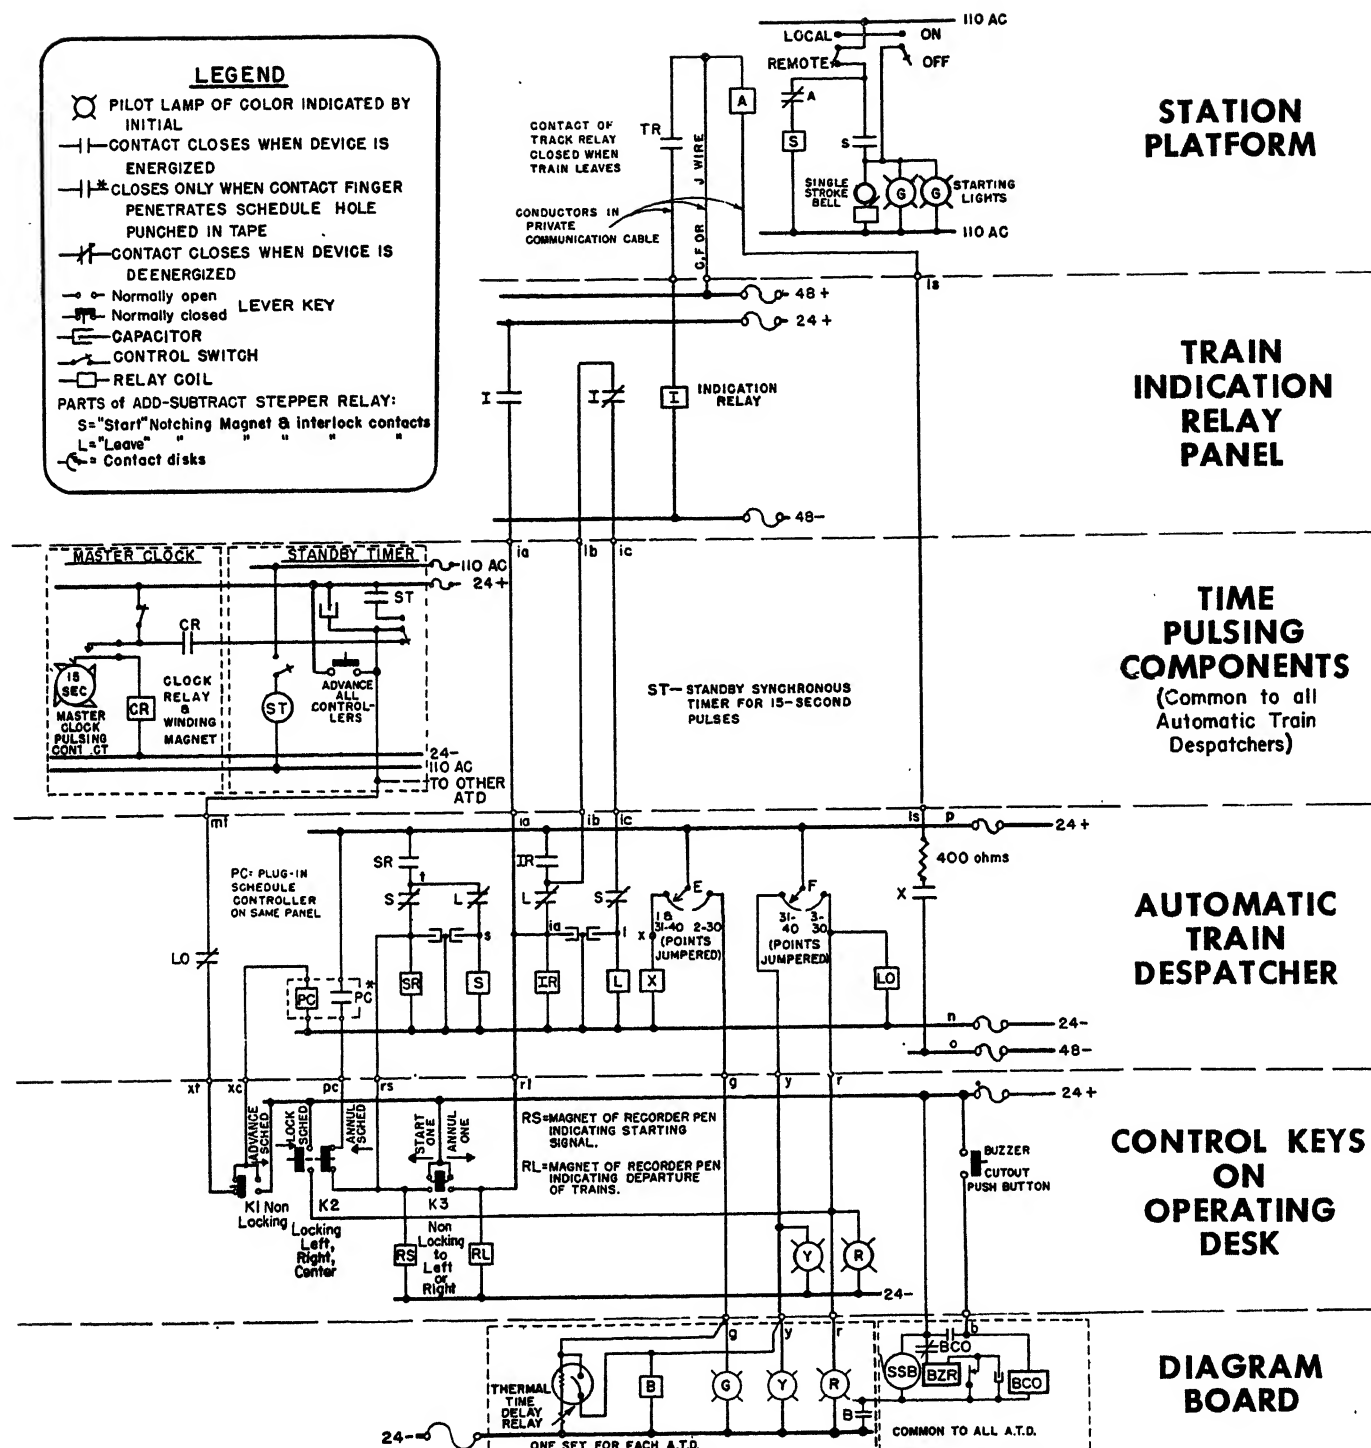 LEGEND
PILOT LAMP OF COLOR INDICATED BY
INITIAL
CONTACT CLOSES WHEN DEVICE IS
ENERGIZED
* CLOSES ONLY WHEN CONTACT FINGER
PENETRATES SCHEDULE HOLE
PUNCHED IN TAPE
CONTACT CLOSES WHEN DEVICE IS
DEENERGIZED
Normally open
LEVER KEY
Normally closed
CAPACITOR
CONTROL SWITCH
RELAY COIL
PARTS of ADD-SUBTRACT STEPPER RELAY:
S="Start" Notching Magnet & interlock contacts
L="Leave" " " " " "
= Contact disks
110 AC
LOCAL
ON
REMOTE
OFF
A
A
S
S
TR
CONTACT OF
TRACK RELAY
CLOSED WHEN
TRAIN LEAVES
J WIRE
G, F OR
CONDUCTORS IN
PRIVATE
COMMUNICATION CABLE
SINGLE
STROKE
BELL
G
G
STARTING
LIGHTS
110 AC
STATION
PLATFORM
Is
48+
24+
I
I
I
INDICATION
RELAY
48-
TRAIN
INDICATION
RELAY
PANEL
ia
ib
ic
MASTER CLOCK
STANDBY TIMER
110 AC
24+
ST
CR
15
SEC
MASTER
CLOCK
PULSING
CONT .CT
CR
CLOCK
RELAY
&
WINDING
MAGNET
ST
ADVANCE
ALL
CONTROL-
LERS
24-
110 AC
TO OTHER
ATD
ST— STANDBY SYNCHRONOUS
TIMER FOR 15-SECOND
PULSES
TIME
PULSING
COMPONENTS
(Common to all
Automatic Train
Despatchers)
mt
ia
ib
ic
Is
p
24+
PC= PLUG-IN
SCHEDULE
CONTROLLER
ON SAME PANEL
SR
t
S
L
IR
L
S
ia
s
l
E
18
31-40
2-30
(POINTS
JUMPERED)
x
F
31-
40
3-
30
(POINTS
JUMPERED)
400 ohms
X
LO
PC
PC*
SR
S
IR
L
X
LO
n
24-
o
48-
AUTOMATIC
TRAIN
DESPATCHER
xt
xc
pc
rs
rl
g
y
r
24+
ADVANCE
SCHED
LOCK
SCHED
ANNUL
SCHED
START
ONE
ANNUL
ONE
RS=MAGNET OF RECORDER PEN
INDICATING STARTING
SIGNAL.
RL=MAGNET OF RECORDER PEN
INDICATING DEPARTURE
OF TRAINS.
BUZZER
CUTOUT
PUSH BUTTON
K1 Non
Locking
K2
Locking
Left,
Right,
Center
K3
Non
Locking
to
Left
or
Right
RS
RL
Y
R
24-
CONTROL KEYS
ON
OPERATING
DESK
g
y
r
b
THERMAL
TIME
DELAY
RELAY
B
G
Y
R
B
SSB
BCO
BZR
BCO
24-
ONE SET FOR EACH A.T.D.
COMMON TO ALL A.T.D.
DIAGRAM
BOARD